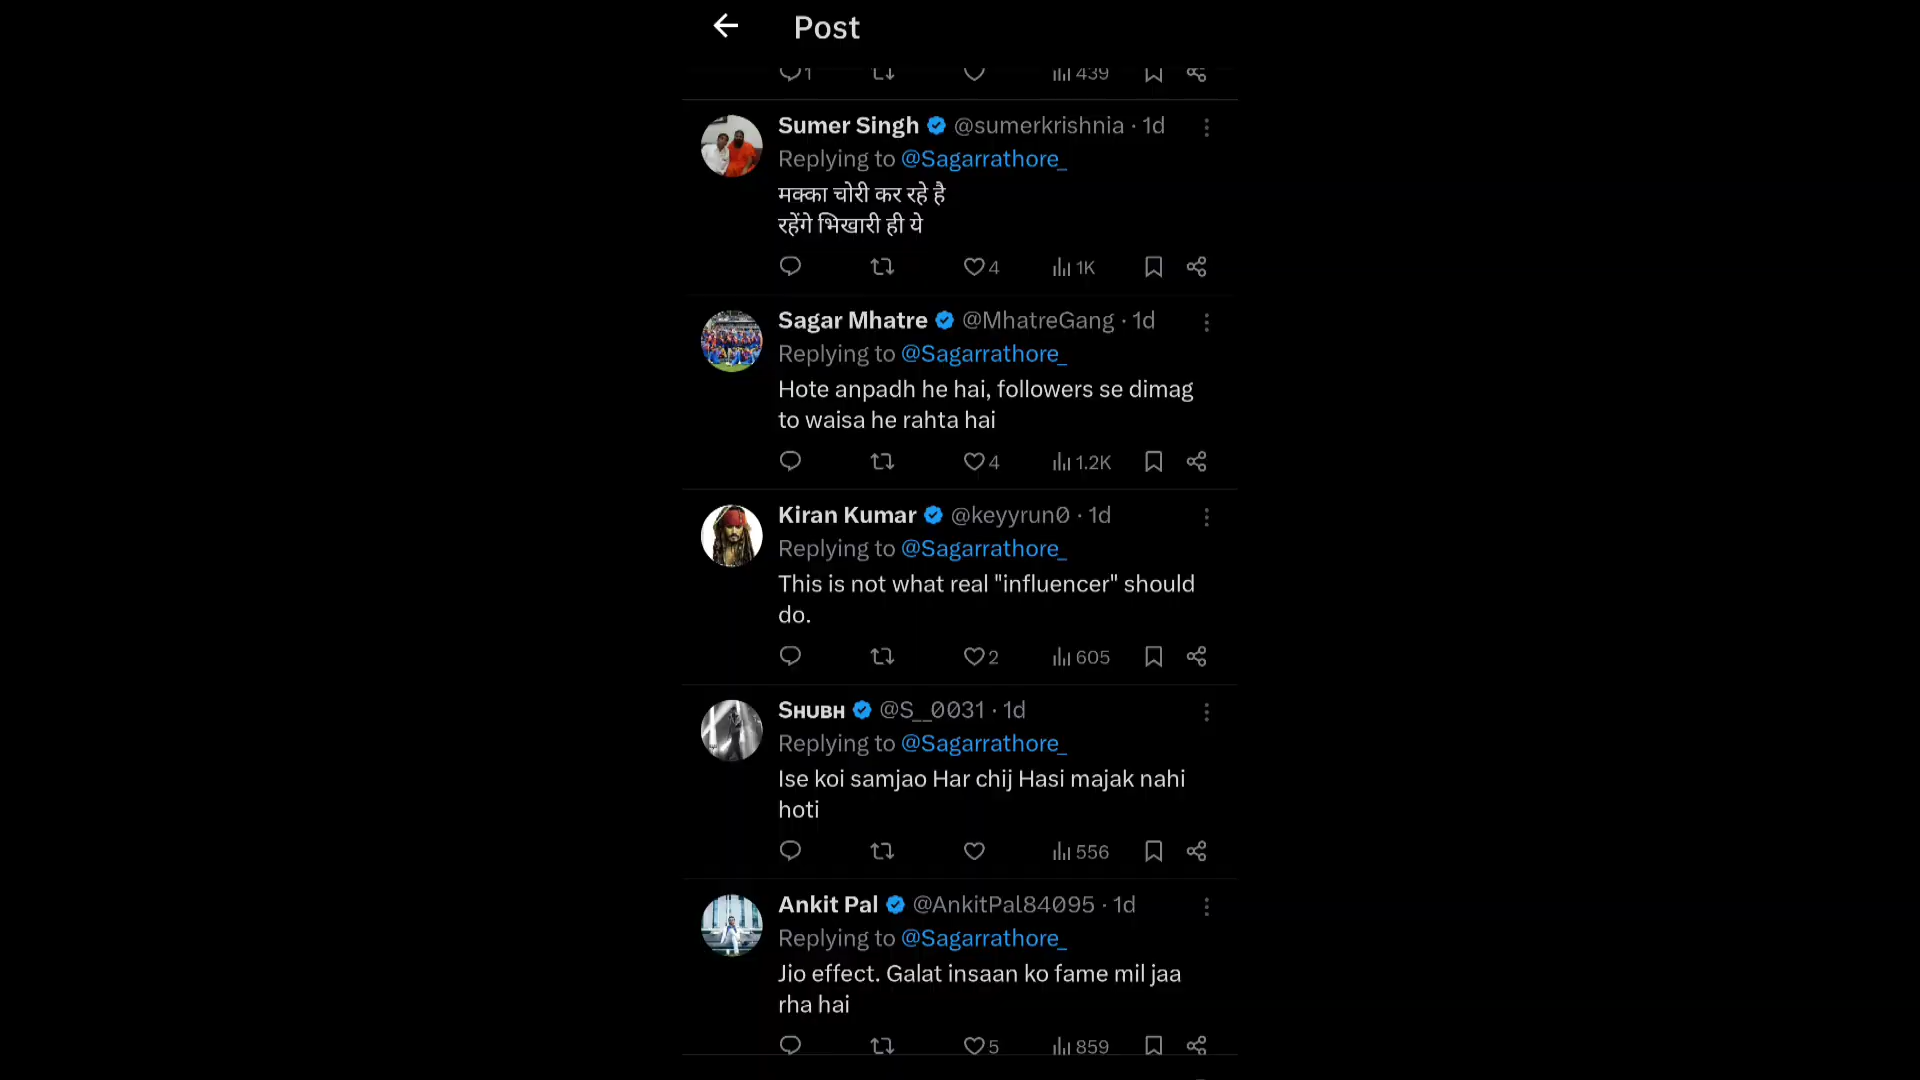 Post
1 439
Sumer Singh @sumerkrishnia · 1d
Replying to @Sagarrathore_
मक्का चोरी कर रहे है
रहेंगे भिखारी ही ये
4 1K
Sagar Mhatre @MhatreGang · 1d
Replying to @Sagarrathore_
Hote anpadh he hai, followers se dimag
to waisa he rahta hai
4 1.2K
Kiran Kumar @keyyrun0 · 1d
Replying to @Sagarrathore_
This is not what real "influencer" should
do.
2 605
Shubh @S__0031 · 1d
Replying to @Sagarrathore_
Ise koi samjao Har chij Hasi majak nahi
hoti
556
Ankit Pal @AnkitPal84095 · 1d
Replying to @Sagarrathore_
Jio effect. Galat insaan ko fame mil jaa
rha hai
5 859